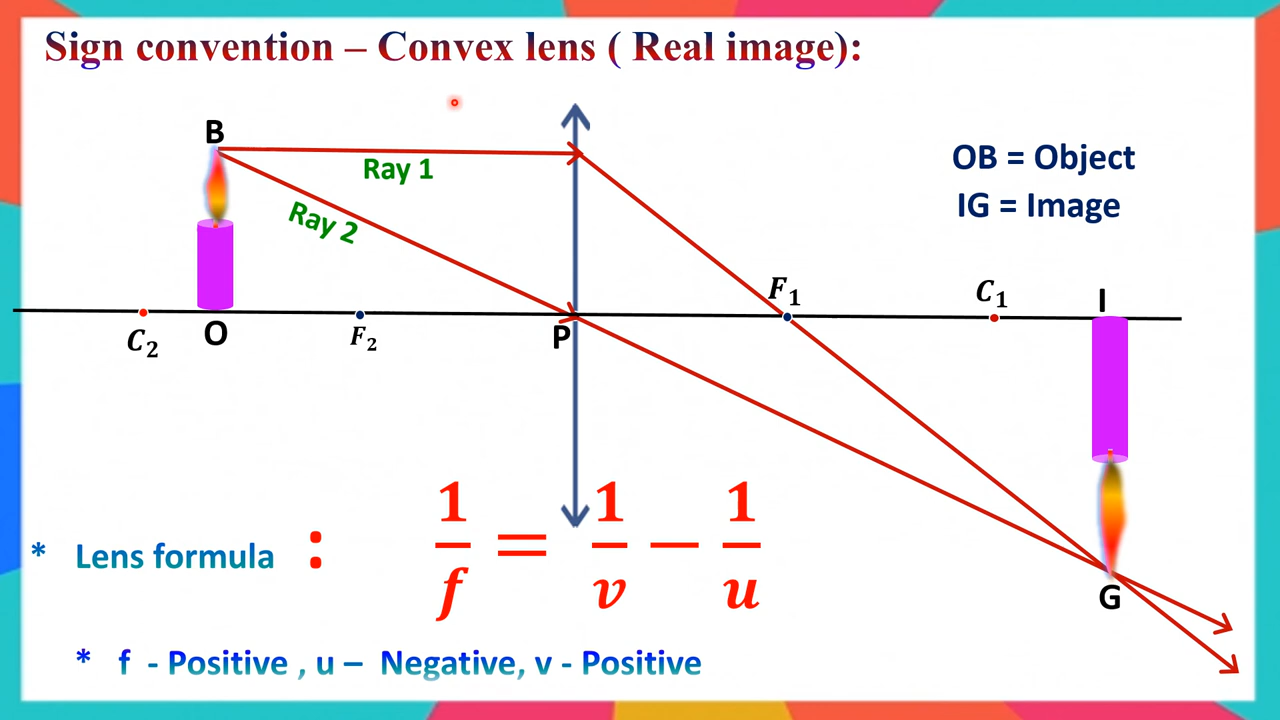 Sign convention – Convex lens ( Real image):
B
Ray 1
Ray 2
OB = Object
IG = Image
F₁
C₁
I
C₂
O
F₂
P
* Lens formula : 1/f = 1/v − 1/u
G
* f - Positive , u – Negative, v - Positive